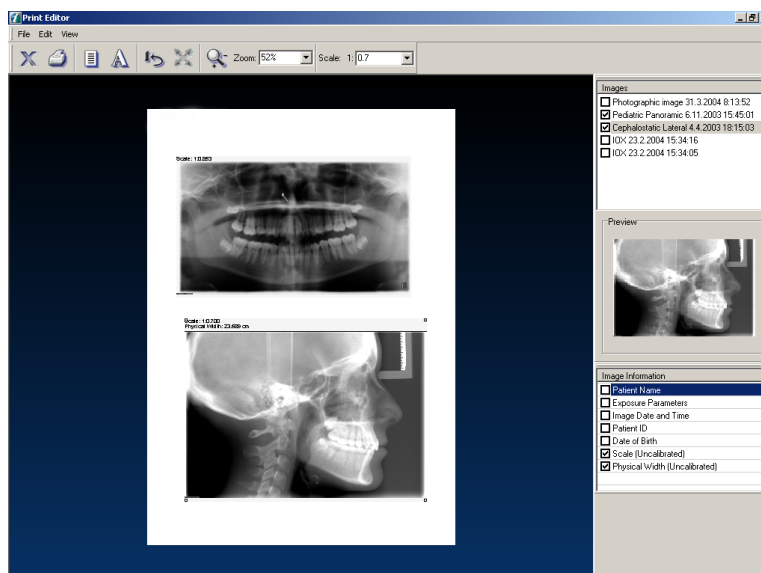 Print Editor
File Edit View
Zoom: 52% Scale: 1: 0.7
Images
Photographic image 31.3.2004 8:13:52
Pediatric Panoramic 6.11.2003 15:45:01
Cephalostatic Lateral 4.4.2003 18:15:03
IOX 23.2.2004 15:34:16
IOX 23.2.2004 15:34:05
Scale: 1:0.283
Preview
Scale: 1:0.700
Physical Width: 23.689 cm
Image Information
Patient Name
Exposure Parameters
Image Date and Time
Patient ID
Date of Birth
Scale (Uncalibrated)
Physical Width (Uncalibrated)